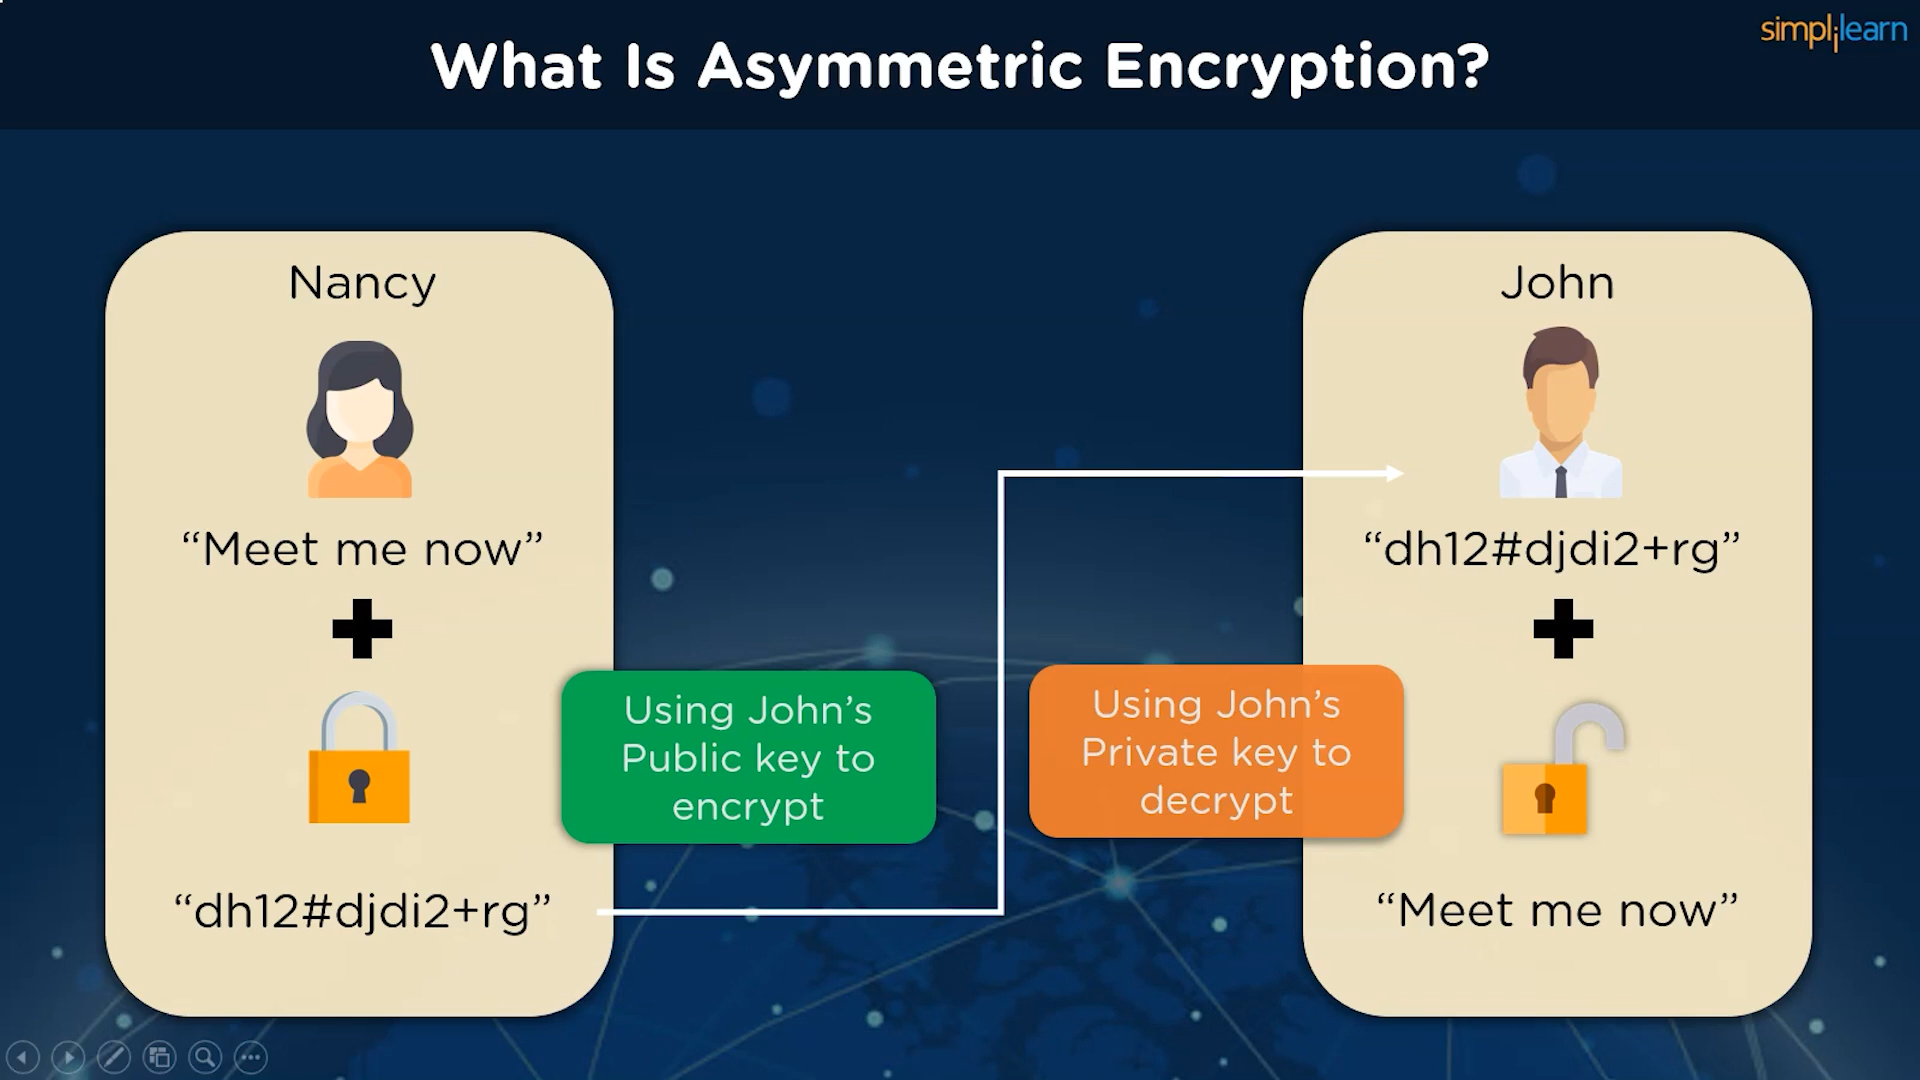 simplilearn
What Is Asymmetric Encryption?
Nancy
“Meet me now”
“dh12#djdi2+rg”
Using John’s
Public key to
encrypt
Using John’s
Private key to
decrypt
John
“dh12#djdi2+rg”
“Meet me now”